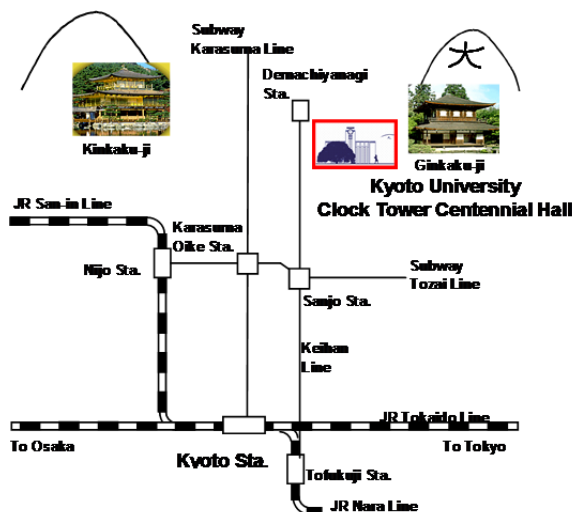 Subway
Karasuma Line
Demachiyanagi
Sta.
大
Kinkaku-ji
Ginkaku-ji
Kyoto University
Clock Tower Centennial Hall
JR San-in Line
Karasuma
Oike Sta.
Nijo Sta.
Subway
Tozai Line
Sanjo Sta.
Keihan
Line
JR Tokaido Line
To Osaka
To Tokyo
Kyoto Sta.
Tofukuji Sta.
JR Nara Line